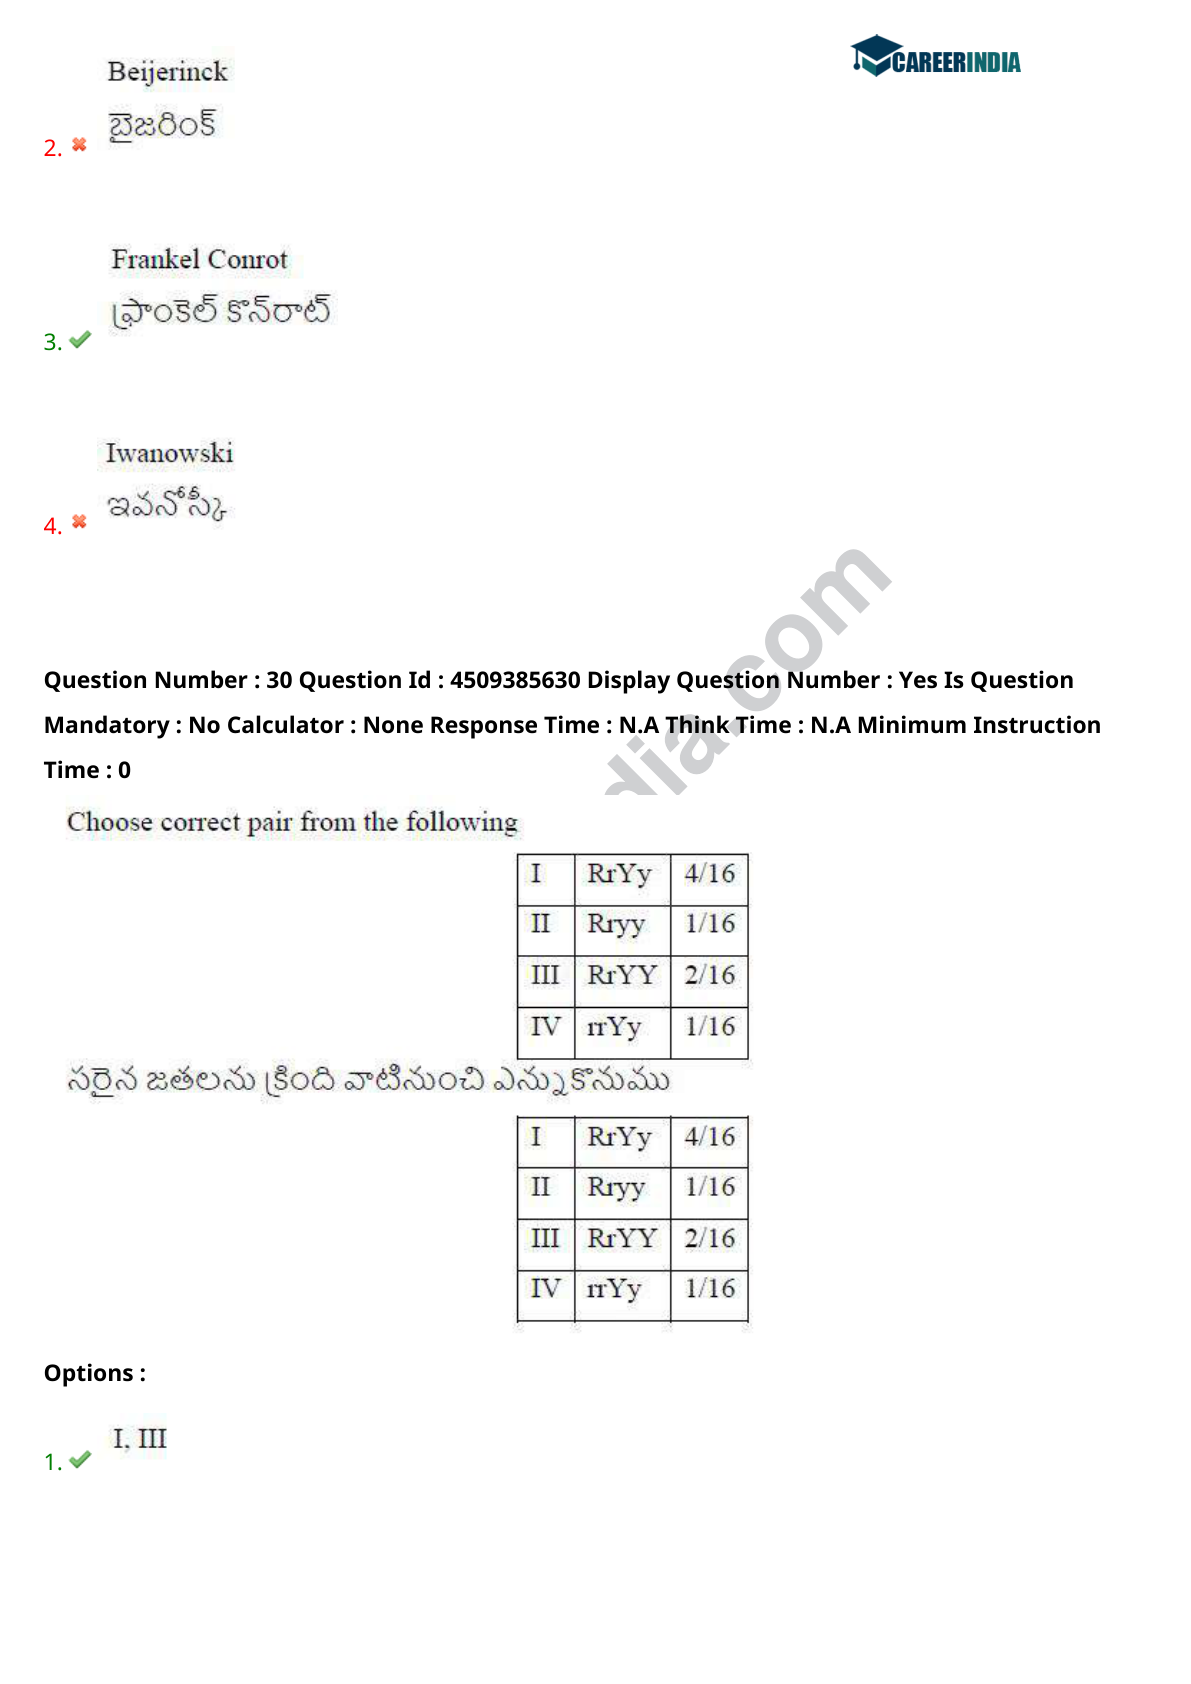 CAREERINDIA
Beijerinck
బైజరింక్
2.
Frankel Conrot
ఫ్రాంకెల్ కొన్‌రాట్
3.
Iwanowski
ఇవనోస్కీ
4.
dia.com
Question Number : 30 Question Id : 4509385630 Display Question Number : Yes Is Question
Mandatory : No Calculator : None Response Time : N.A Think Time : N.A Minimum Instruction
Time : 0
Choose correct pair from the following
I RrYy 4/16
II Rryy 1/16
III RrYY 2/16
IV rrYy 1/16
సరైన జతలను క్రింది వాటినుంచి ఎన్నుకొనుము
I RrYy 4/16
II Rryy 1/16
III RrYY 2/16
IV rrYy 1/16
Options :
I, III
1.